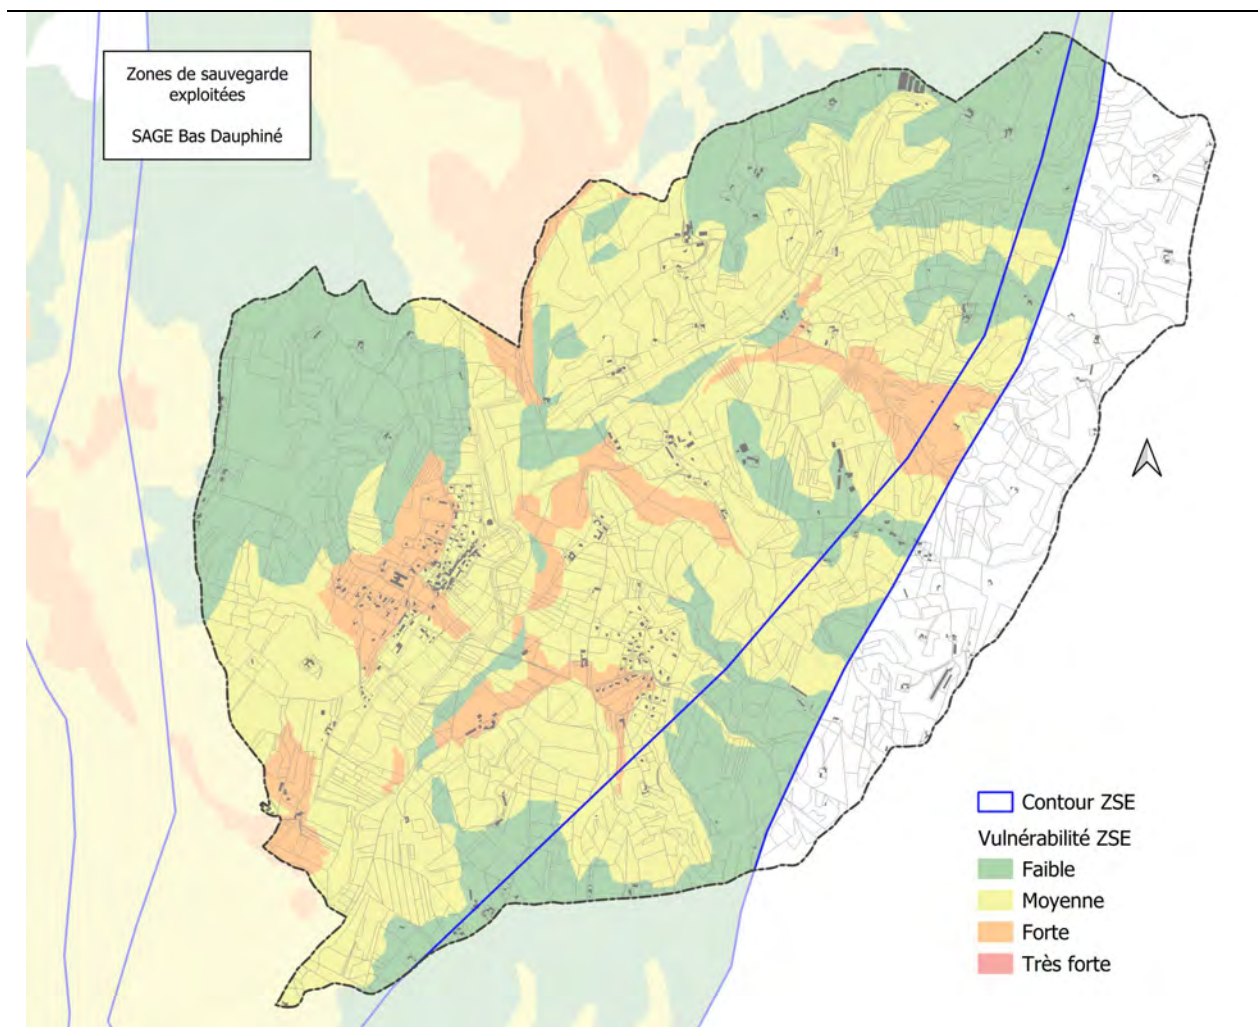 Zones de sauvegarde
exploitées
SAGE Bas Dauphiné
Contour ZSE
Vulnérabilité ZSE
Faible
Moyenne
Forte
Très forte